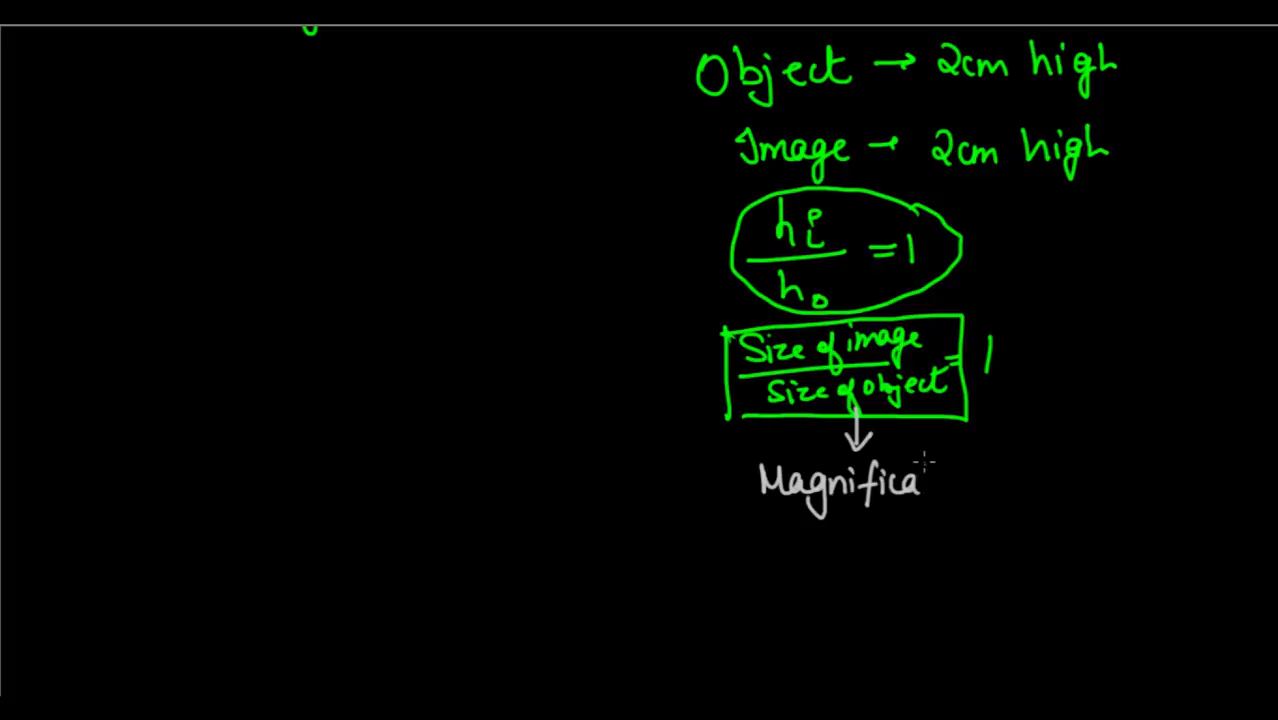 Object → 2cm high
Image → 2cm high
hi
= 1
ho
Size of image
= 1
Size of object
↓
Magnifica